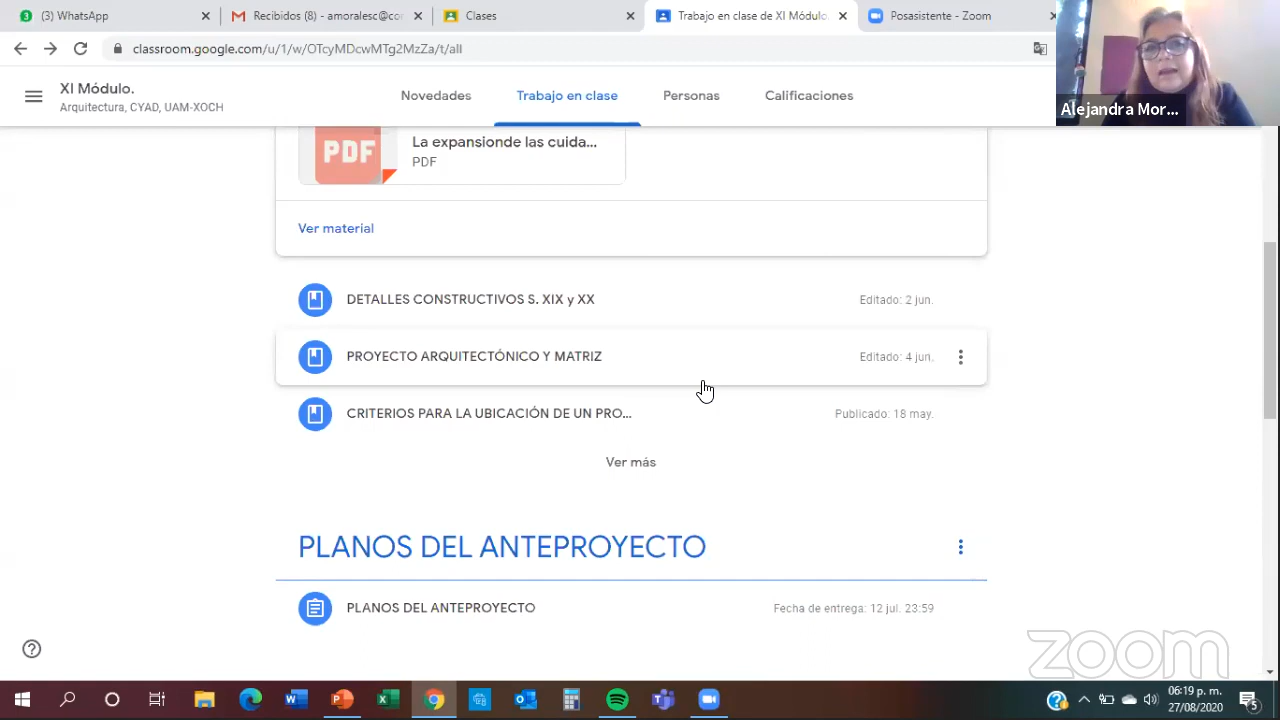 (3) WhatsApp
Recibidos (8) - amoralesc@c
Clases
Trabajo en clase de XI Módulo.
Posasistente - Zoom
classroom.google.com/u/1/w/OTcyMDcwMTg2MzZa/t/all
XI Módulo.
Arquitectura, CYAD, UAM-XOCH
Novedades
Trabajo en clase
Personas
Calificaciones
Alejandra Mor...
PDF
La expansionde las cuida...
PDF
Ver material
DETALLES CONSTRUCTIVOS S. XIX y XX
Editado: 2 jun.
PROYECTO ARQUITECTÓNICO Y MATRIZ
Editado: 4 jun.
CRITERIOS PARA LA UBICACIÓN DE UN PRO...
Publicado: 18 may.
Ver más
PLANOS DEL ANTEPROYECTO
PLANOS DEL ANTEPROYECTO
Fecha de entrega: 12 jul. 23:59
zoom
06:19 p. m.
27/08/2020
5